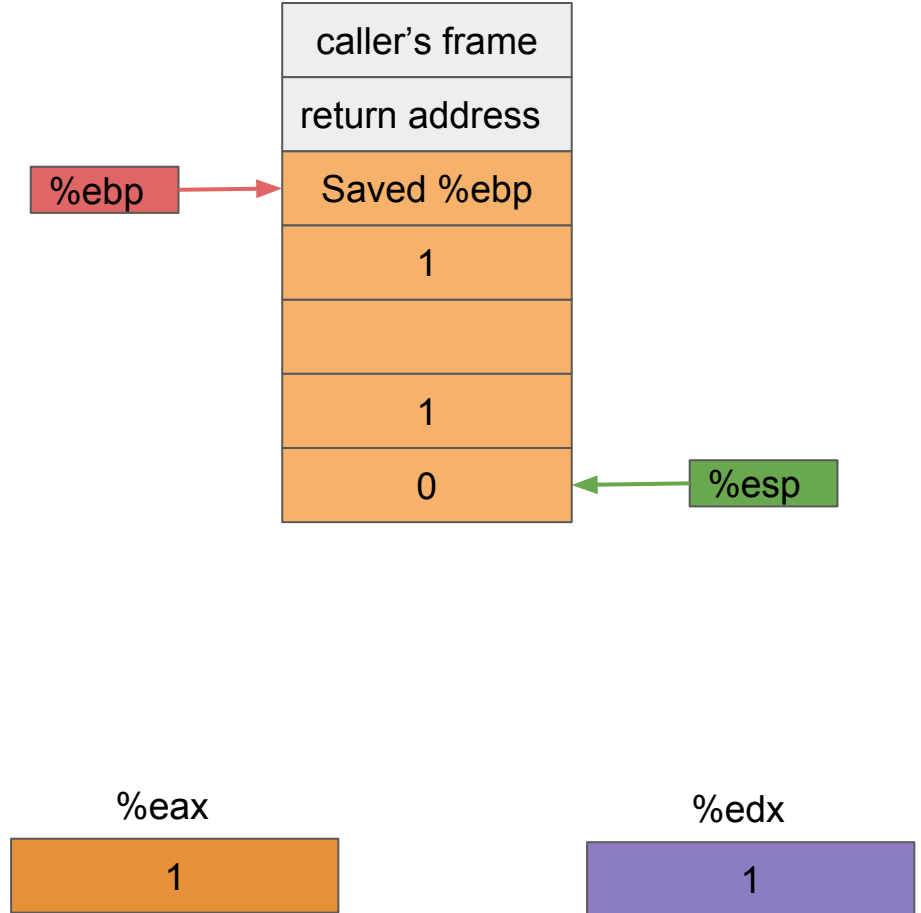 caller’s frame
return address
%ebp
Saved %ebp
1
1
0
%esp
%eax
%edx
1
1